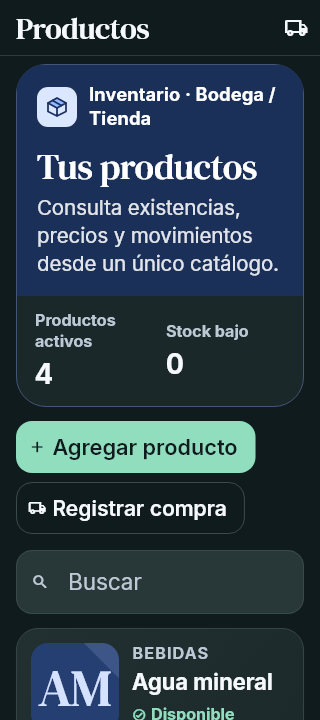 Productos
Inventario · Bodega /
Tienda
Tus productos
Consulta existencias,
precios y movimientos
desde un único catálogo.
Productos
activos
4
Stock bajo
0
+ Agregar producto
Registrar compra
Buscar
AM
BEBIDAS
Agua mineral
Disponible